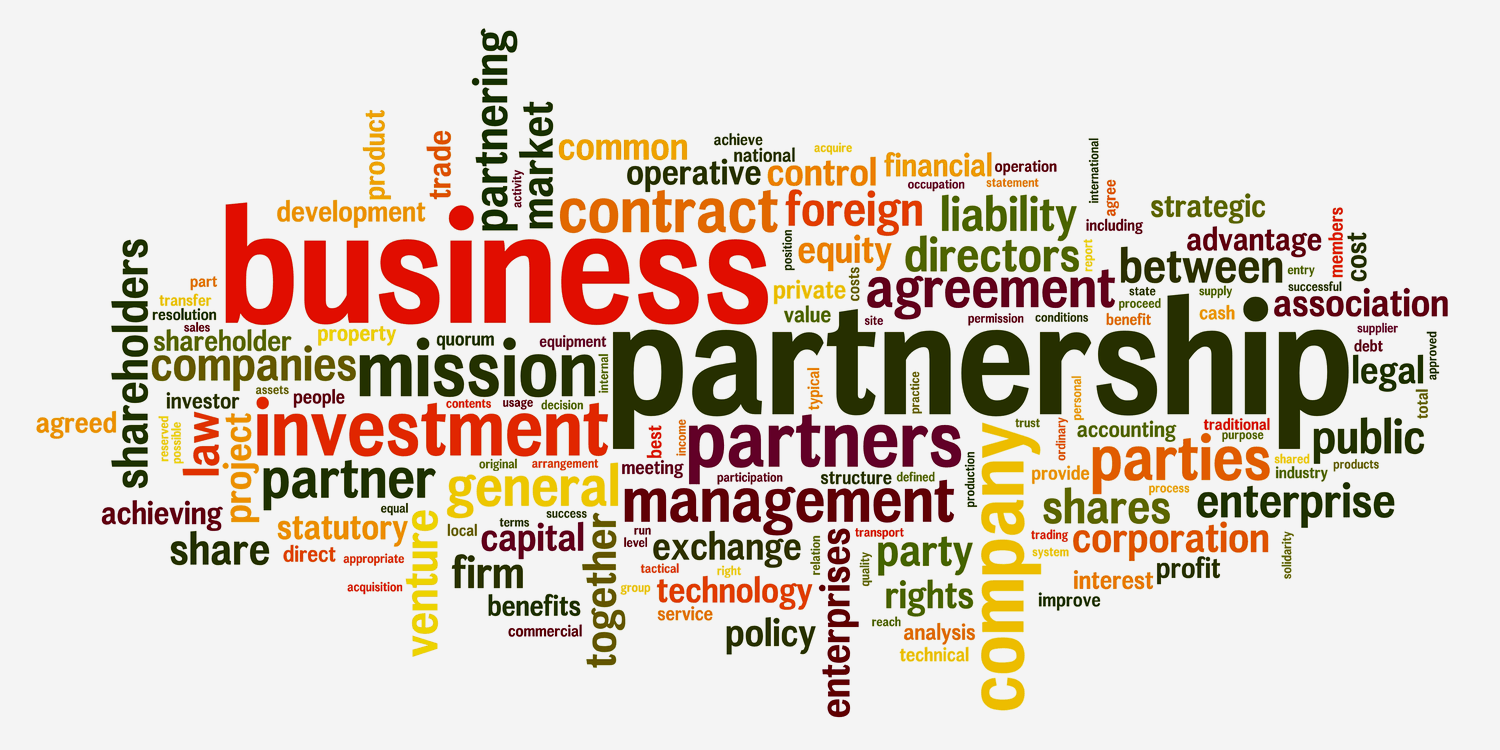 partnering
product
trade
activity
market
common
achieve
national
acquire
operative
control
financial
operation
occupation
statement
international
agree
development
contract
foreign
liability
including
strategic
business
position
equity
directors
report
between
advantage
members
cost
shareholders
part
transfer
resolution
sales
private
costs
agreement
state
proceed
entry
successful
supply
cash
association
value
site
permission
conditions
benefit
supplier
debt
shareholder
property
quorum
equipment
companies
mission
internal
partnership
legal
approved
assets
people
investor
contents
usage
decision
typical
practice
personal
total
agreed
reserved
possible
law
project
investment
best
income
partners
trust
ordinary
accounting
traditional
purpose
public
partner
original
arrangement
meeting
participation
structure
defined
production
company
provide
parties
process
shared
industry
products
general
management
shares
enterprise
achieving
equal
statutory
venture
local
terms
success
capital
together
run
level
exchange
relation
enterprises
transport
quality
party
trading
system
corporation
solidarity
share
direct
appropriate
acquisition
firm
tactical
right
group
technology
service
rights
interest
profit
improve
benefits
commercial
policy
reach
analysis
technical